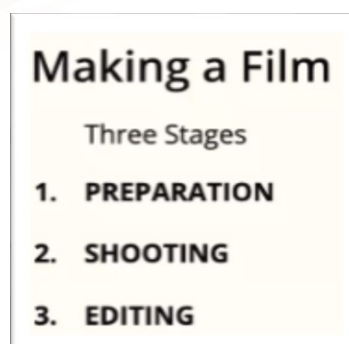 Making a Film
Three Stages
1. PREPARATION
2. SHOOTING
3. EDITING